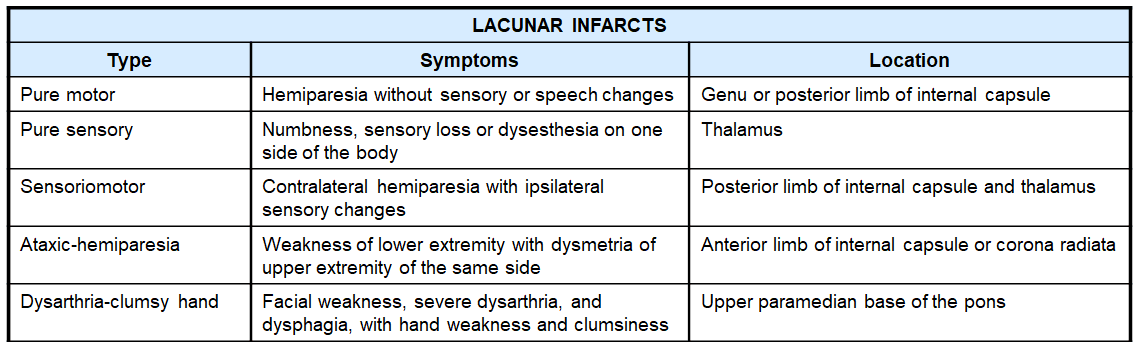 LACUNAR INFARCTS
Type Symptoms Location
Pure motor Hemiparesia without sensory or speech changes Genu or posterior limb of internal capsule
Pure sensory Numbness, sensory loss or dysesthesia on one Thalamus
side of the body
Sensoriomotor Contralateral hemiparesia with ipsilateral Posterior limb of internal capsule and thalamus
sensory changes
Ataxic-hemiparesia Weakness of lower extremity with dysmetria of Anterior limb of internal capsule or corona radiata
upper extremity of the same side
Dysarthria-clumsy hand Facial weakness, severe dysarthria, and Upper paramedian base of the pons
dysphagia, with hand weakness and clumsiness